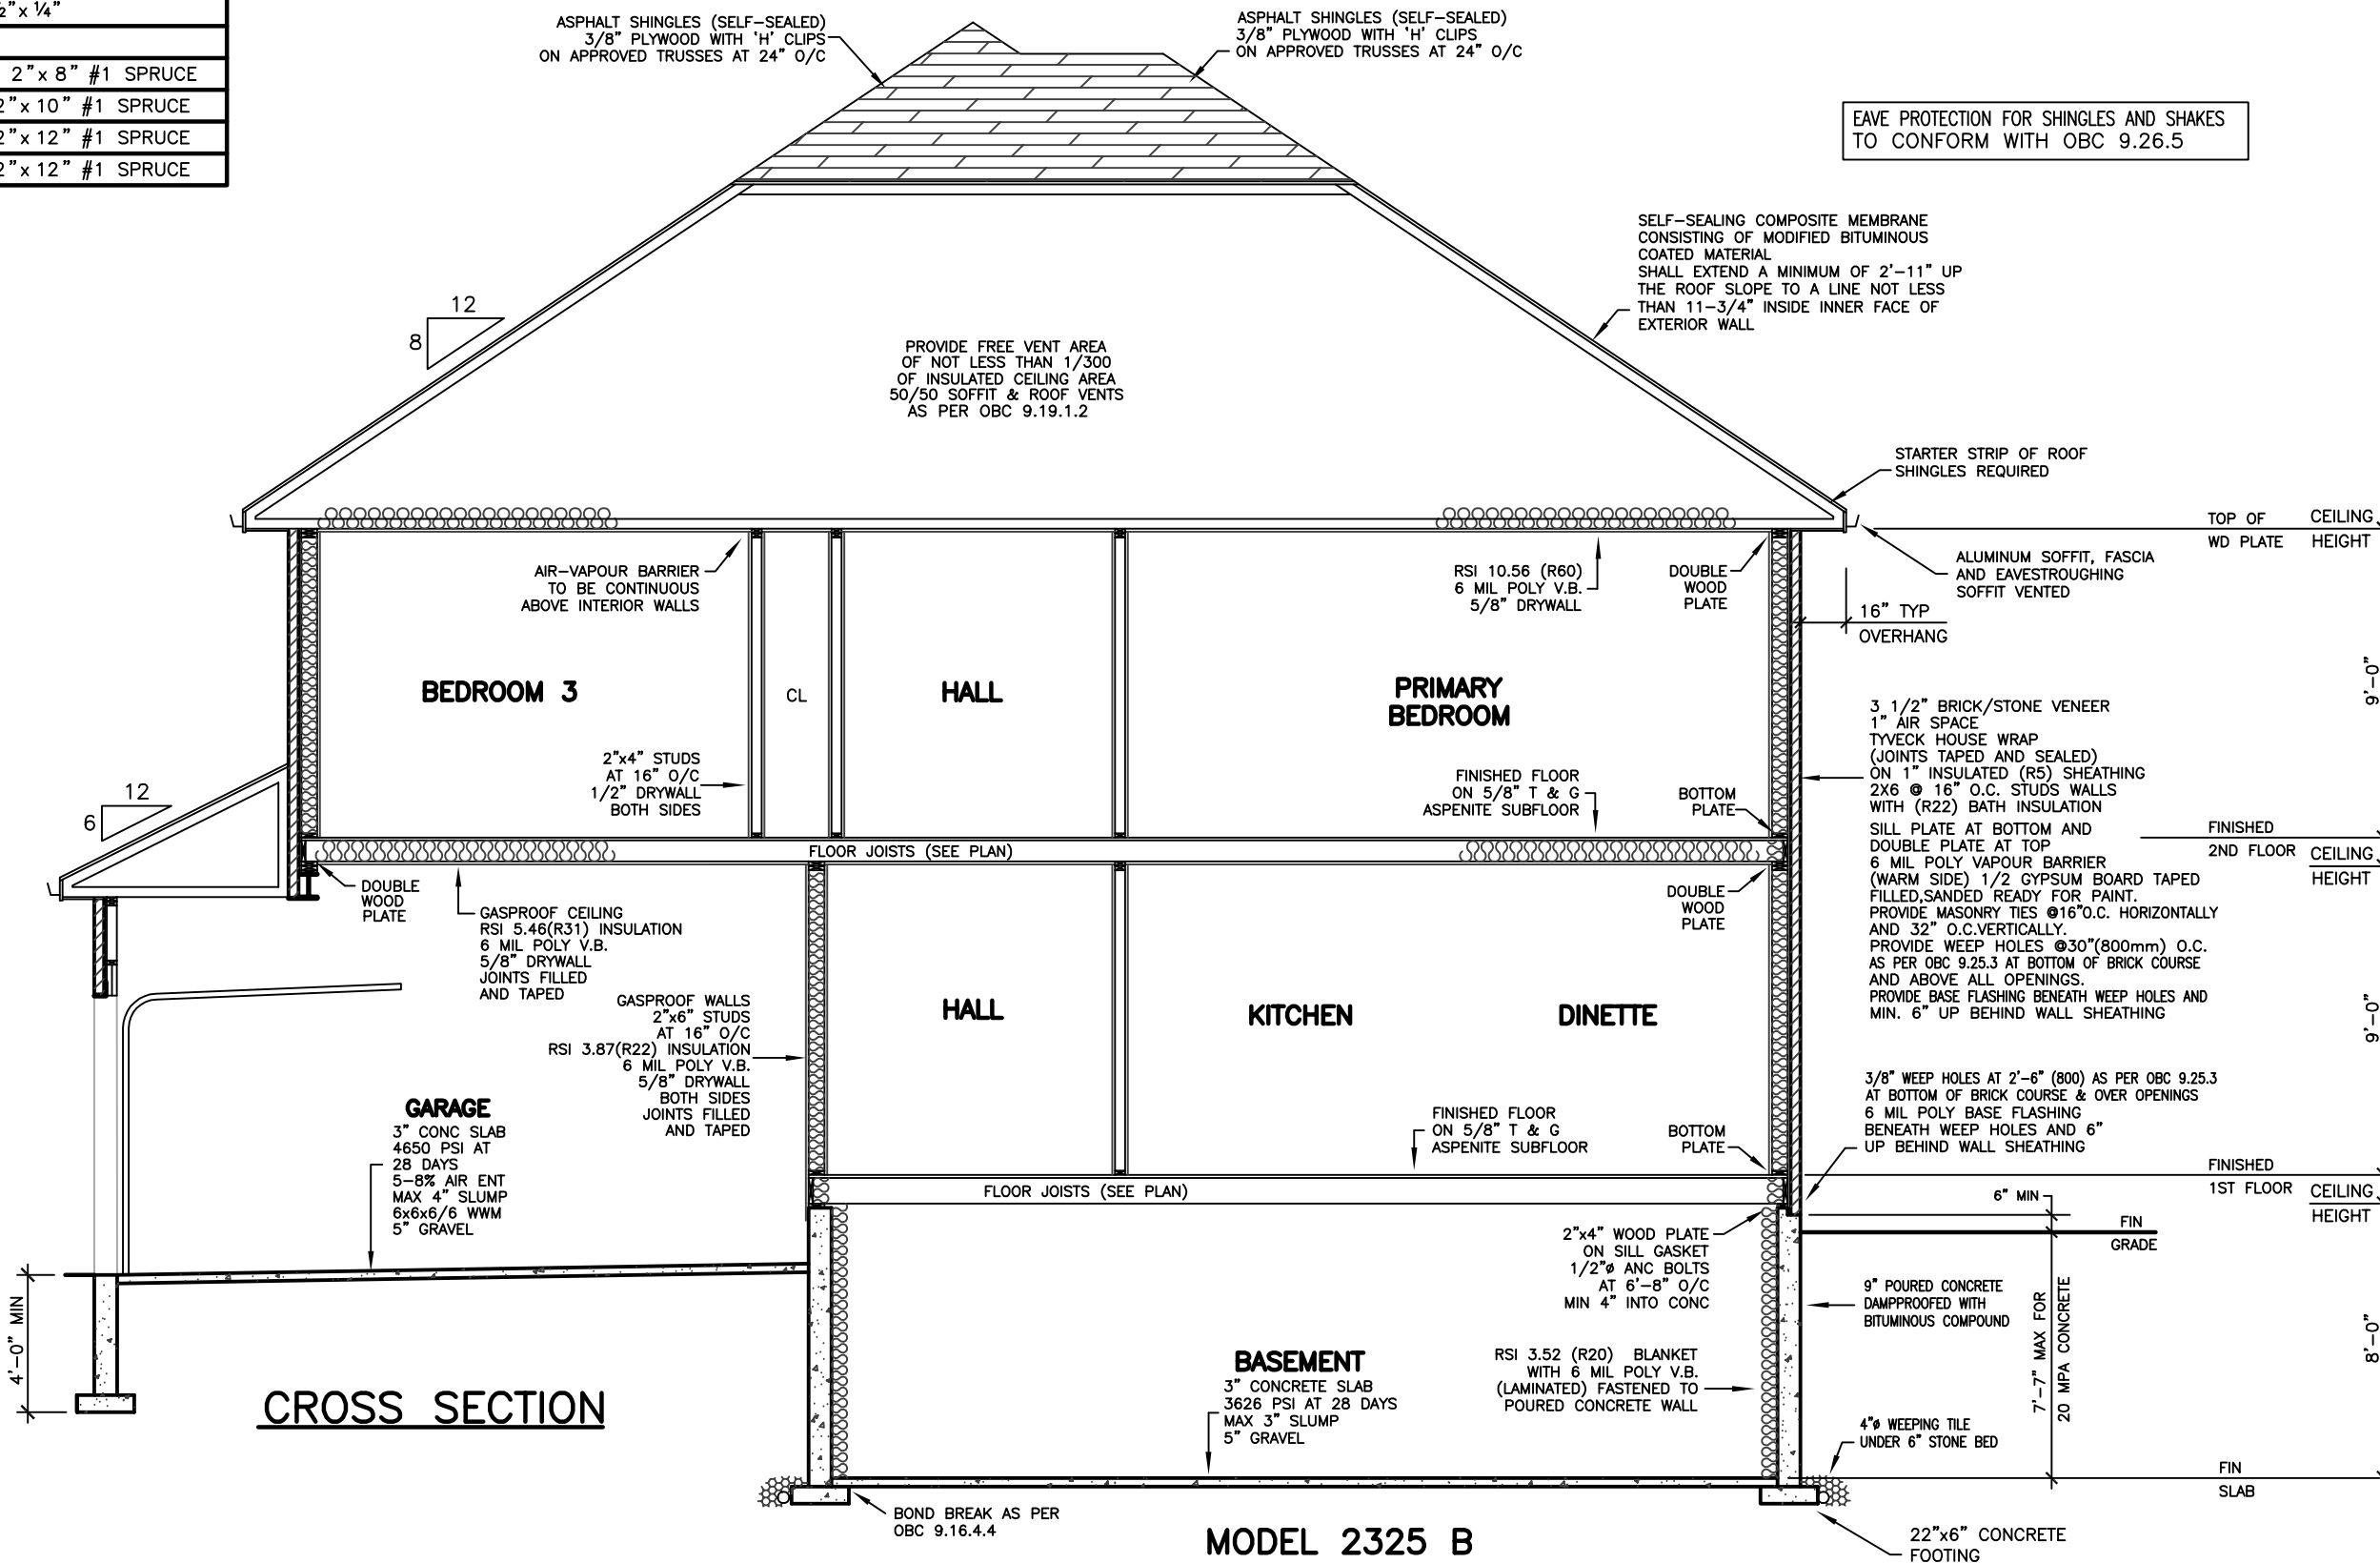 ½" x ¼"
2" x 8" #1 SPRUCE
2" x 10" #1 SPRUCE
2" x 12" #1 SPRUCE
2" x 12" #1 SPRUCE
ASPHALT SHINGLES (SELF-SEALED)
3/8" PLYWOOD WITH 'H' CLIPS
ON APPROVED TRUSSES AT 24" O/C
ASPHALT SHINGLES (SELF-SEALED)
3/8" PLYWOOD WITH 'H' CLIPS
ON APPROVED TRUSSES AT 24" O/C
EAVE PROTECTION FOR SHINGLES AND SHAKES
TO CONFORM WITH OBC 9.26.5
SELF-SEALING COMPOSITE MEMBRANE
CONSISTING OF MODIFIED BITUMINOUS
COATED MATERIAL
SHALL EXTEND A MINIMUM OF 2'-11" UP
THE ROOF SLOPE TO A LINE NOT LESS
THAN 11-3/4" INSIDE INNER FACE OF
EXTERIOR WALL
12
8
PROVIDE FREE VENT AREA
OF NOT LESS THAN 1/300
OF INSULATED CEILING AREA
50/50 SOFFIT & ROOF VENTS
AS PER OBC 9.19.1.2
STARTER STRIP OF ROOF
SHINGLES REQUIRED
TOP OF
WD PLATE
CEILING
HEIGHT
ALUMINUM SOFFIT, FASCIA
AND EAVESTROUGHING
SOFFIT VENTED
16" TYP
OVERHANG
AIR-VAPOUR BARRIER
TO BE CONTINUOUS
ABOVE INTERIOR WALLS
RSI 10.56 (R60)
6 MIL POLY V.B.
5/8" DRYWALL
DOUBLE
WOOD
PLATE
BEDROOM 3
CL
HALL
PRIMARY
BEDROOM
9'-0"
2"x4" STUDS
AT 16" O/C
1/2" DRYWALL
BOTH SIDES
FINISHED FLOOR
ON 5/8" T & G
ASPENITE SUBFLOOR
BOTTOM
PLATE
3 1/2" BRICK/STONE VENEER
1" AIR SPACE
TYVECK HOUSE WRAP
(JOINTS TAPED AND SEALED)
ON 1" INSULATED (R5) SHEATHING
2X6 @ 16" O.C. STUDS WALLS
WITH (R22) BATH INSULATION
SILL PLATE AT BOTTOM AND
DOUBLE PLATE AT TOP
6 MIL POLY VAPOUR BARRIER
(WARM SIDE) 1/2 GYPSUM BOARD TAPED
FILLED,SANDED READY FOR PAINT.
PROVIDE MASONRY TIES @16"O.C. HORIZONTALLY
AND 32" O.C.VERTICALLY.
PROVIDE WEEP HOLES @30"(800mm) O.C.
AS PER OBC 9.25.3 AT BOTTOM OF BRICK COURSE
AND ABOVE ALL OPENINGS.
PROVIDE BASE FLASHING BENEATH WEEP HOLES AND
MIN. 6" UP BEHIND WALL SHEATHING
12
6
FINISHED
2ND FLOOR
CEILING
HEIGHT
FLOOR JOISTS (SEE PLAN)
DOUBLE
WOOD
PLATE
GASPROOF CEILING
RSI 5.46(R31) INSULATION
6 MIL POLY V.B.
5/8" DRYWALL
JOINTS FILLED
AND TAPED
DOUBLE
WOOD
PLATE
GASPROOF WALLS
2"x6" STUDS
AT 16" O/C
RSI 3.87(R22) INSULATION
6 MIL POLY V.B.
5/8" DRYWALL
BOTH SIDES
JOINTS FILLED
AND TAPED
HALL
KITCHEN
DINETTE
9'-0"
GARAGE
3" CONC SLAB
4650 PSI AT
28 DAYS
5-8% AIR ENT
MAX 4" SLUMP
6x6x6/6 WWM
5" GRAVEL
FINISHED FLOOR
ON 5/8" T & G
ASPENITE SUBFLOOR
BOTTOM
PLATE
3/8" WEEP HOLES AT 2'-6" (800) AS PER OBC 9.25.3
AT BOTTOM OF BRICK COURSE & OVER OPENINGS
6 MIL POLY BASE FLASHING
BENEATH WEEP HOLES AND 6"
UP BEHIND WALL SHEATHING
FINISHED
1ST FLOOR
CEILING
HEIGHT
FLOOR JOISTS (SEE PLAN)
6" MIN
FIN
GRADE
2"x4" WOOD PLATE
ON SILL GASKET
1/2"ø ANC BOLTS
AT 6'-8" O/C
MIN 4" INTO CONC
9" POURED CONCRETE
DAMPPROOFED WITH
BITUMINOUS COMPOUND
7'-7" MAX FOR
20 MPA CONCRETE
8'-0"
4'-0" MIN
CROSS SECTION
BASEMENT
3" CONCRETE SLAB
3626 PSI AT 28 DAYS
MAX 3" SLUMP
5" GRAVEL
RSI 3.52 (R20) BLANKET
WITH 6 MIL POLY V.B.
(LAMINATED) FASTENED TO
POURED CONCRETE WALL
4"ø WEEPING TILE
UNDER 6" STONE BED
FIN
SLAB
BOND BREAK AS PER
OBC 9.16.4.4
MODEL 2325 B
22"x6" CONCRETE
FOOTING